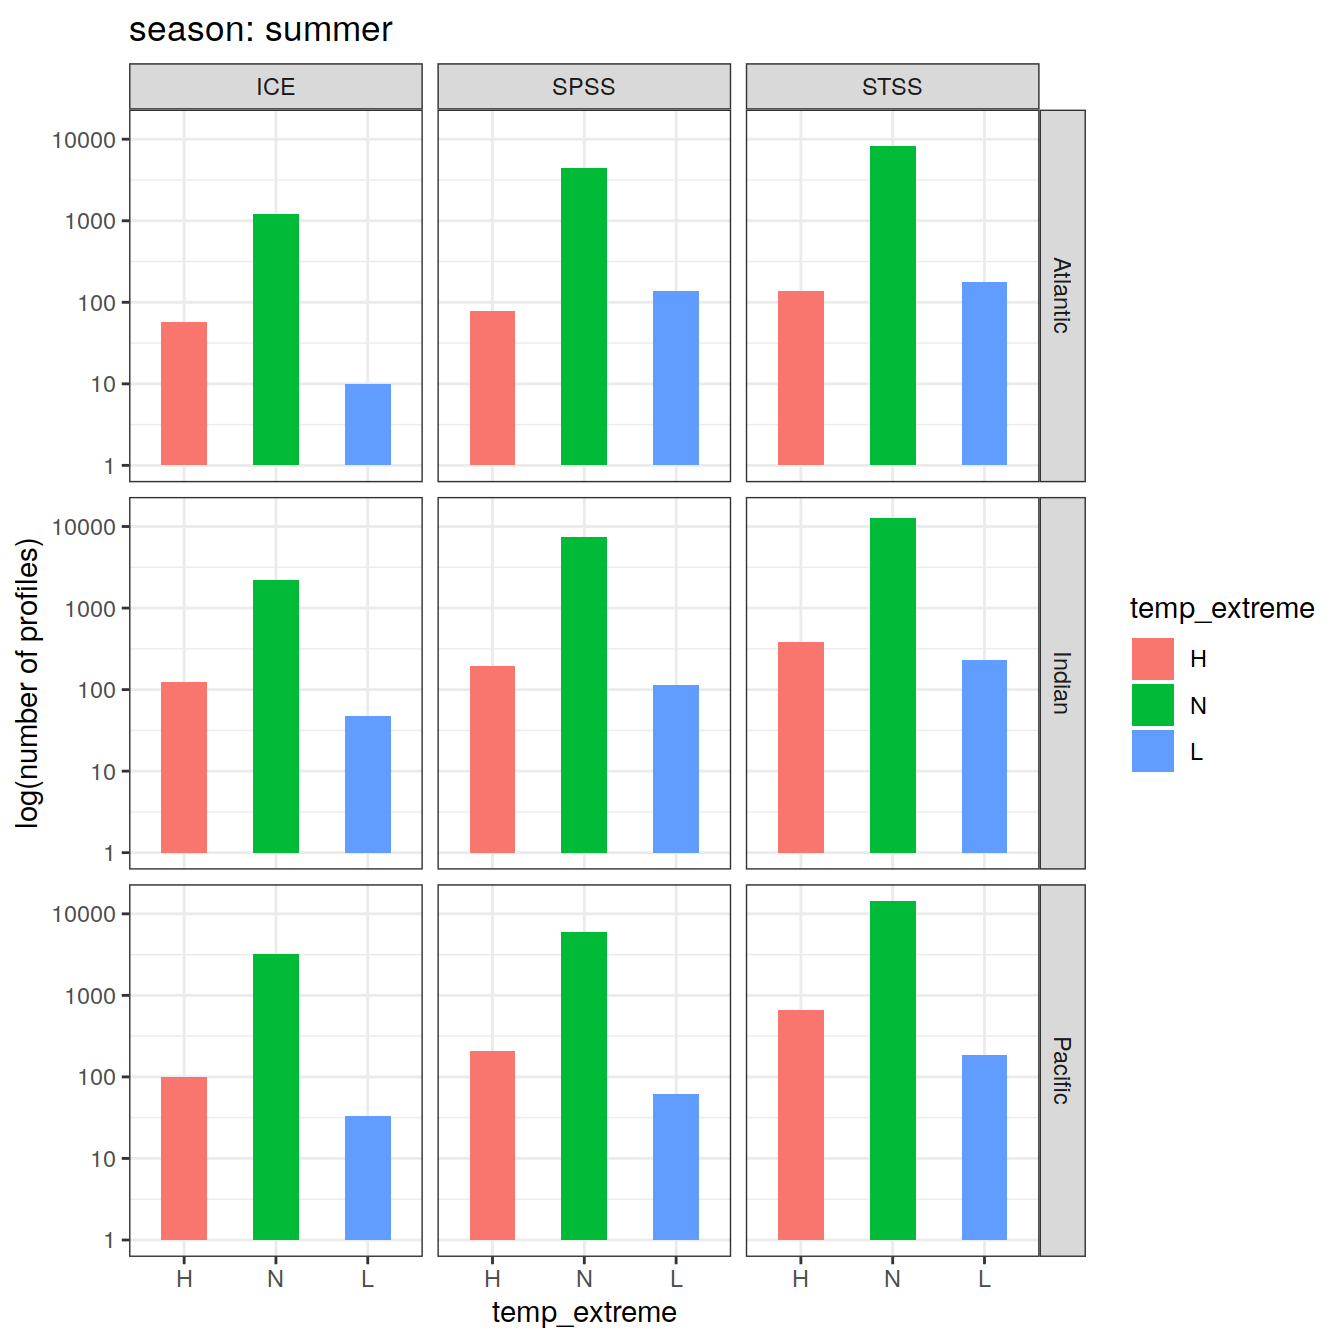 season: summer
ICE SPSS STSS
10000
1000
100
10
1
Atlantic
10000
1000
100
10
1
Indian
10000
1000
100
10
1
Pacific
H N L H N L H N L
temp_extreme
log(number of profiles)
temp_extreme
H
N
L